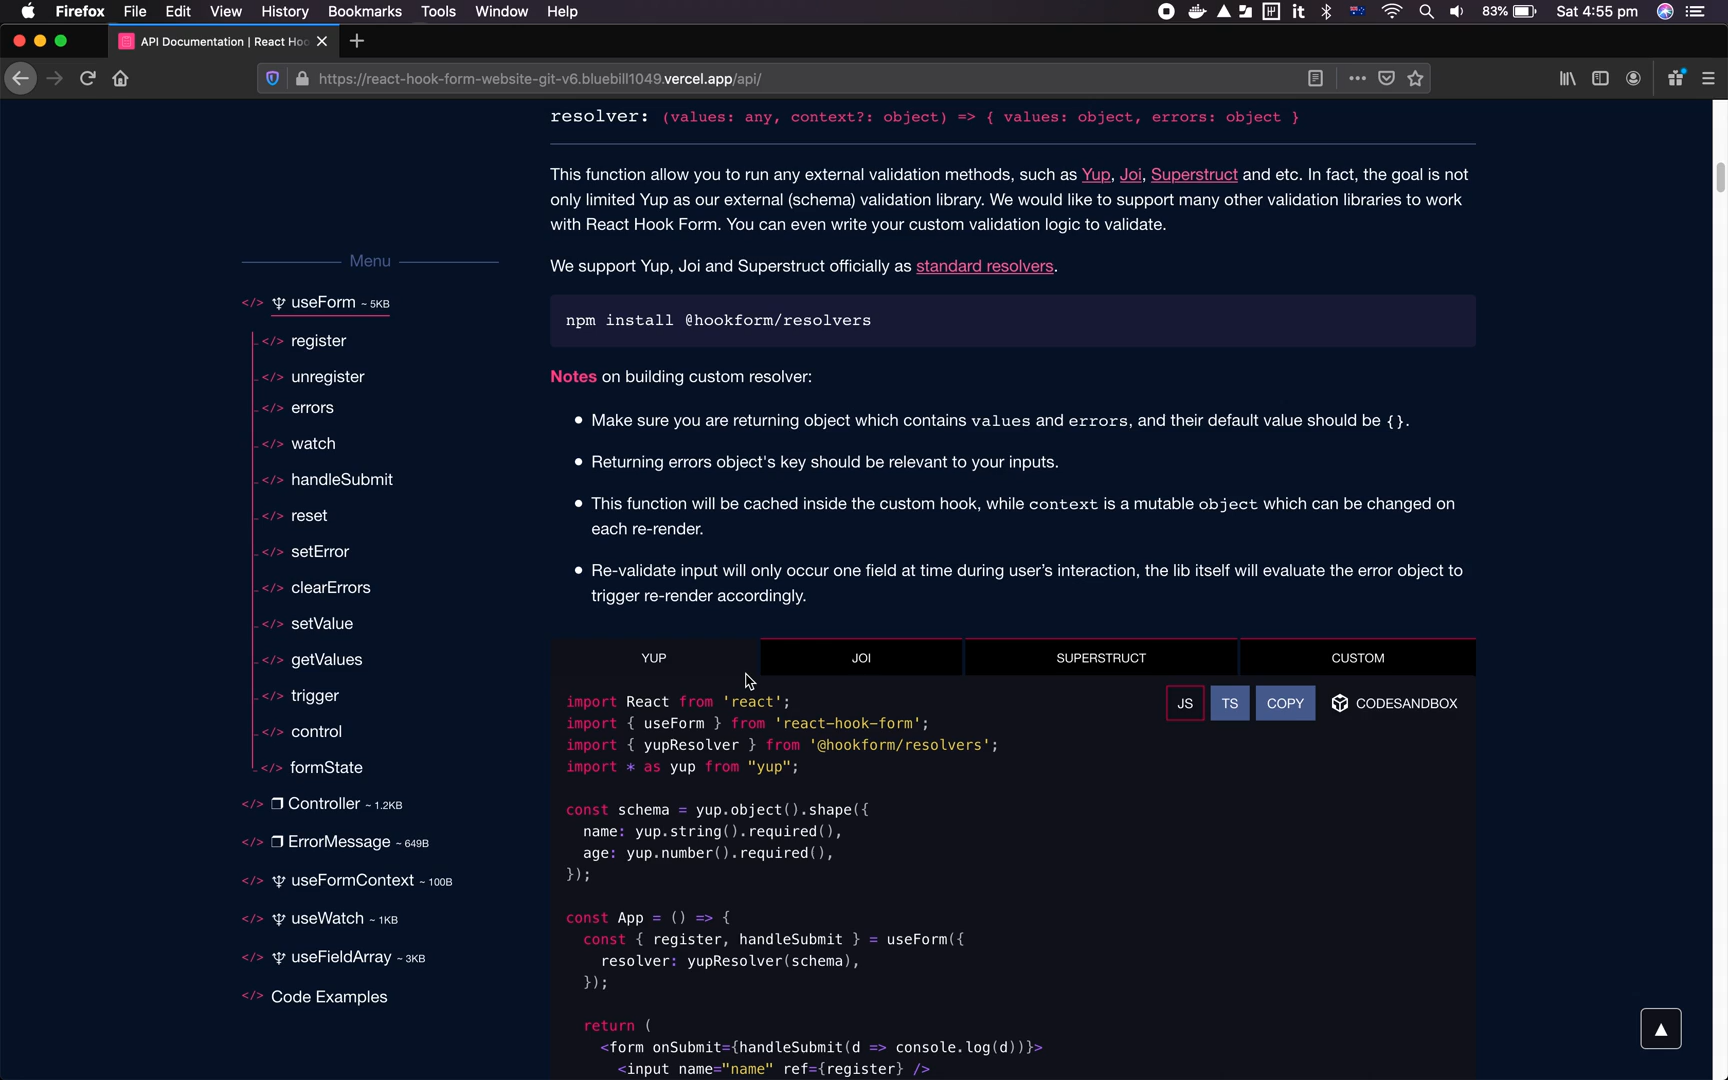 Firefox File Edit View History Bookmarks Tools Window Help 83% Sat 4:55 pm
API Documentation | React Hoo
https://react-hook-form-website-git-v6.bluebill1049.vercel.app/api/
resolver: (values: any, context?: object) => { values: object, errors: object }
This function allow you to run any external validation methods, such as Yup, Joi, Superstruct and etc. In fact, the goal is not
only limited Yup as our external (schema) validation library. We would like to support many other validation libraries to work
with React Hook Form. You can even write your custom validation logic to validate.
We support Yup, Joi and Superstruct officially as standard resolvers.
npm install @hookform/resolvers
Notes on building custom resolver:
Make sure you are returning object which contains values and errors, and their default value should be {}.
Returning errors object's key should be relevant to your inputs.
This function will be cached inside the custom hook, while context is a mutable object which can be changed on
each re-render.
Re-validate input will only occur one field at time during user’s interaction, the lib itself will evaluate the error object to
trigger re-render accordingly.
YUP JOI SUPERSTRUCT CUSTOM
JS TS COPY CODESANDBOX
import React from 'react';
import { useForm } from 'react-hook-form';
import { yupResolver } from '@hookform/resolvers';
import * as yup from "yup";
const schema = yup.object().shape({
name: yup.string().required(),
age: yup.number().required(),
});
const App = () => {
const { register, handleSubmit } = useForm({
resolver: yupResolver(schema),
});
return (
<form onSubmit={handleSubmit(d => console.log(d))}>
<input name="name" ref={register} />
Menu
</> useForm ~ 5KB
</> register
</> unregister
</> errors
</> watch
</> handleSubmit
</> reset
</> setError
</> clearErrors
</> setValue
</> getValues
</> trigger
</> control
</> formState
</> Controller ~ 1.2KB
</> ErrorMessage ~ 649B
</> useFormContext ~ 100B
</> useWatch ~ 1KB
</> useFieldArray ~ 3KB
</> Code Examples